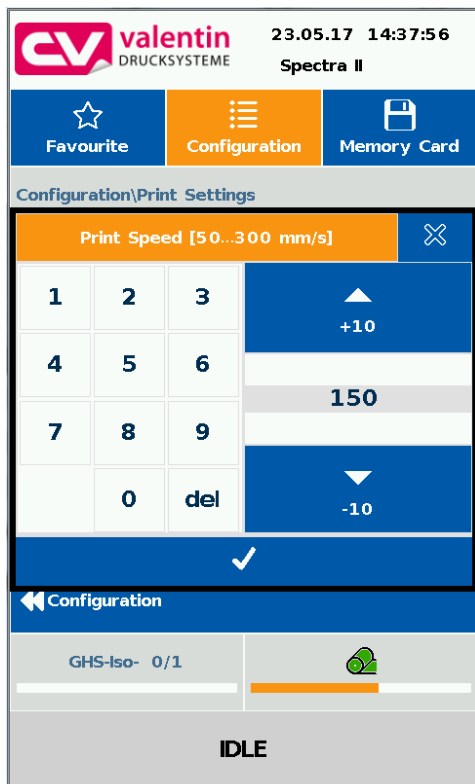 valentin
DRUCKSYSTEME
23.05.17 14:37:56
Spectra II
Favourite
Configuration
Memory Card
Configuration\Print Settings
Print Speed [50...300 mm/s]
1 2 3
+10
4 5 6
150
7 8 9
0 del
-10
Configuration
GHS-Iso- 0/1
IDLE